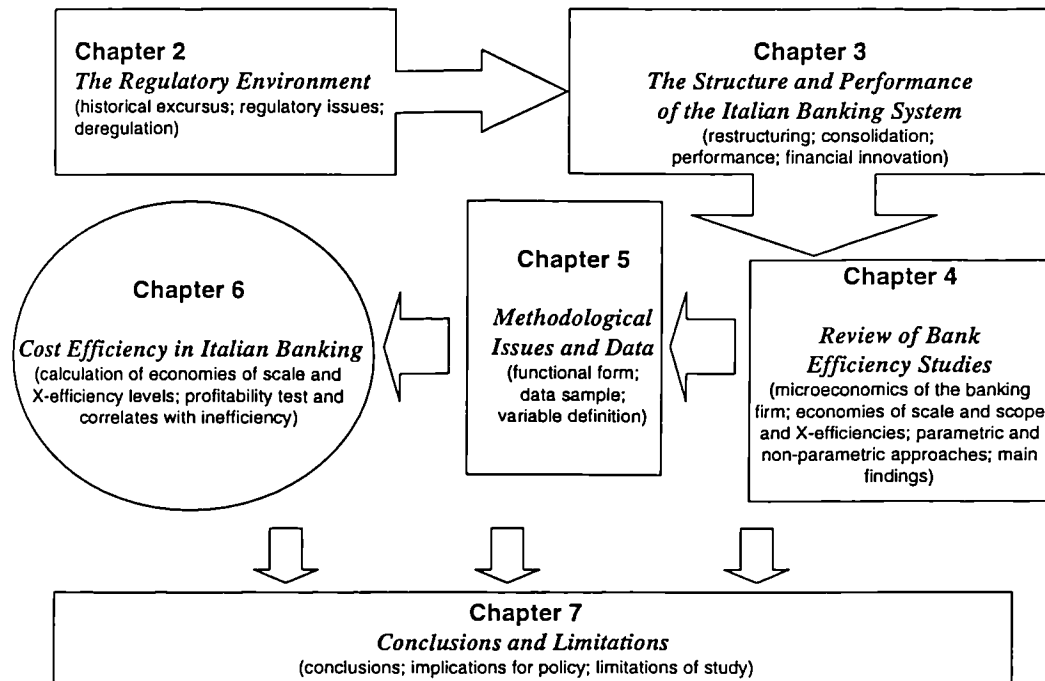 Chapter 2
The Regulatory Environment
(historical excursus; regulatory issues;
deregulation)
Chapter 3
The Structure and Performance
of the Italian Banking System
(restructuring; consolidation;
performance; financial innovation)
Chapter 4
Review of Bank
Efficiency Studies
(microeconomics of the banking
firm; economies of scale and scope
and X-efficiencies; parametric and
non-parametric approaches; main
findings)
Chapter 5
Methodological
Issues and Data
(functional form;
data sample;
variable definition)
Chapter 6
Cost Efficiency in Italian Banking
(calculation of economies of scale and
X-efficiency levels; profitability test and
correlates with inefficiency)
Chapter 7
Conclusions and Limitations
(conclusions; implications for policy; limitations of study)